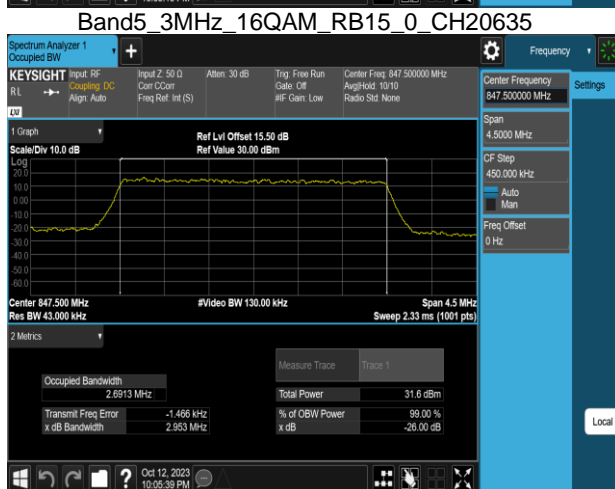 Band5_3MHz_16QAM_RB15_0_CH20635
Spectrum Analyzer 1
Occupied BW
Frequency
KEYSIGHT
Input: RF
Input Z: 50 Ω
Atten: 30 dB
Trig: Free Run
Center Freq: 847.500000 MHz
RL
Coupling: DC
Corr CCorr
Gate: Off
Avg|Hold: 10/10
Align: Auto
Freq Ref: Int (S)
#IF Gain: Low
Radio Std: None
LXI
Center Frequency
847.500000 MHz
Settings
Span
4.5000 MHz
CF Step
450.000 kHz
Auto
Man
Freq Offset
0 Hz
1 Graph
Ref Lvl Offset 15.50 dB
Scale/Div 10.0 dB
Ref Value 30.00 dBm
Log
20.0
10.0
0.00
-10.0
-20.0
-30.0
-40.0
-50.0
-60.0
Center 847.500 MHz
#Video BW 130.00 kHz
Span 4.5 MHz
Res BW 43.000 kHz
Sweep 2.33 ms (1001 pts)
2 Metrics
Measure Trace
Trace 1
Occupied Bandwidth
2.6913 MHz
Total Power
31.6 dBm
Transmit Freq Error
-1.466 kHz
% of OBW Power
99.00 %
x dB Bandwidth
2.953 MHz
x dB
-26.00 dB
Local
?
Oct 12, 2023
10:05:39 PM